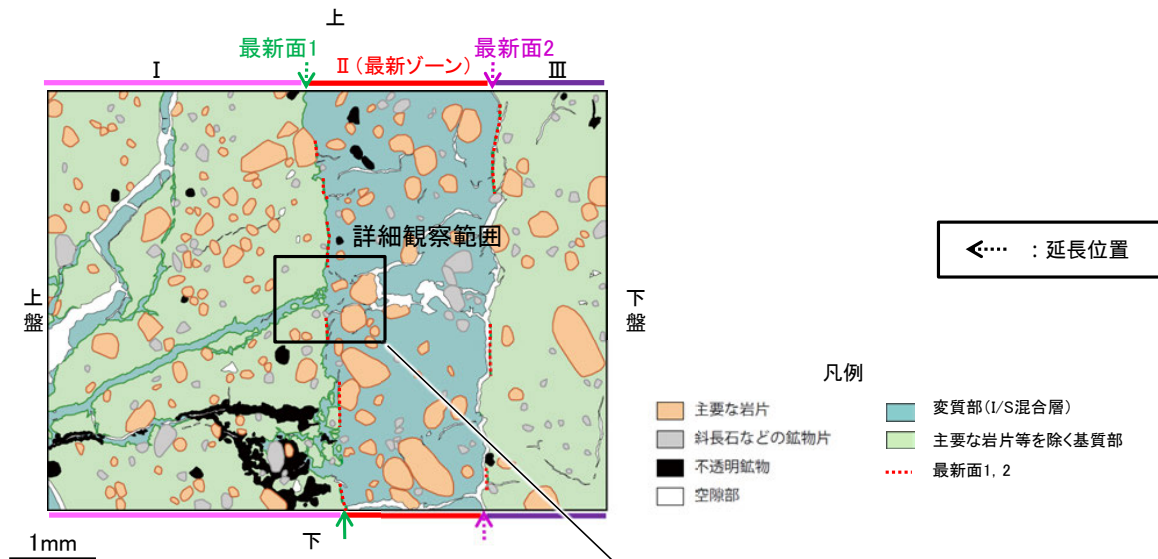 上
最新面1
最新面2
Ⅰ
Ⅱ(最新ゾーン)
Ⅲ
詳細観察範囲
上盤
下盤
下
1mm
:延長位置
凡例
主要な岩片
斜長石などの鉱物片
不透明鉱物
空隙部
変質部(I/S混合層)
主要な岩片等を除く基質部
最新面1, 2